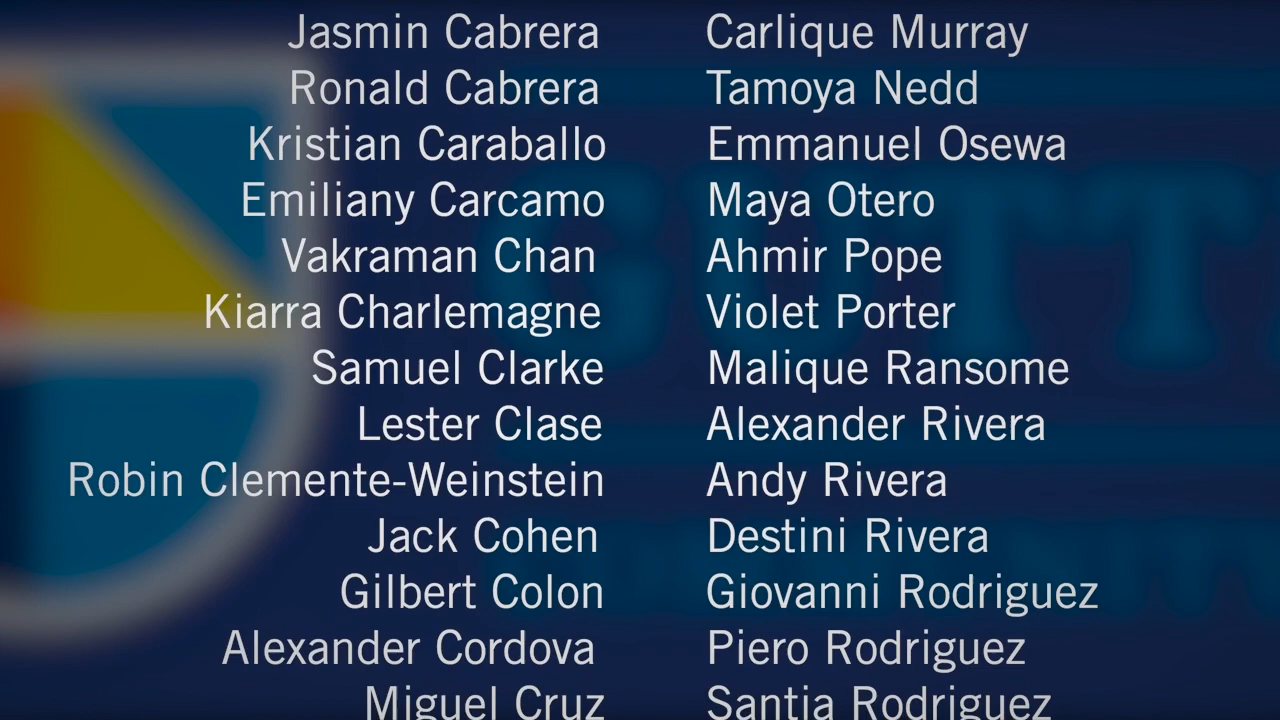 Jasmin Cabrera
Ronald Cabrera
Kristian Caraballo
Emiliany Carcamo
Vakraman Chan
Kiarra Charlemagne
Samuel Clarke
Lester Clase
Robin Clemente-Weinstein
Jack Cohen
Gilbert Colon
Alexander Cordova
Miguel Cruz
Carlique Murray
Tamoya Nedd
Emmanuel Osewa
Maya Otero
Ahmir Pope
Violet Porter
Malique Ransome
Alexander Rivera
Andy Rivera
Destini Rivera
Giovanni Rodriguez
Piero Rodriguez
Santia Rodriguez